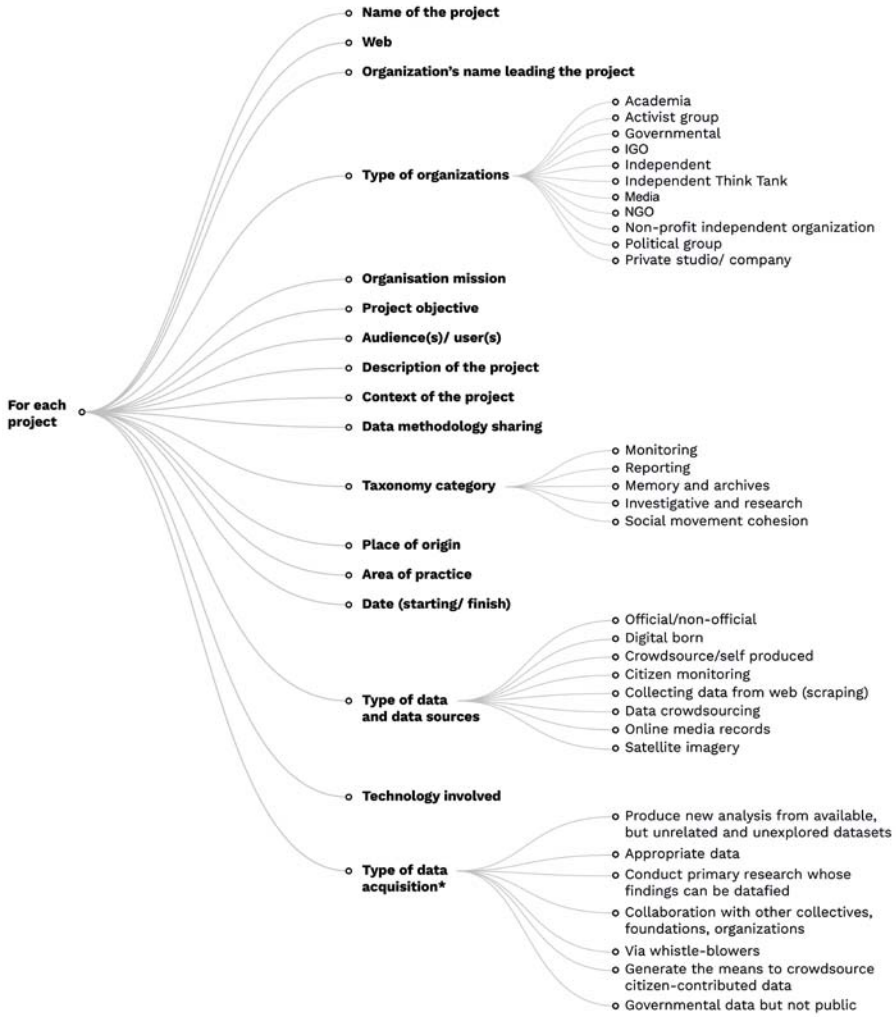 For each
project
Name of the project
Web
Organization's name leading the project
Type of organizations
Academia
Activist group
Governmental
IGO
Independent
Independent Think Tank
Media
NGO
Non-profit independent organization
Political group
Private studio/ company
Organisation mission
Project objective
Audience(s)/ user(s)
Description of the project
Context of the project
Data methodology sharing
Taxonomy category
Monitoring
Reporting
Memory and archives
Investigative and research
Social movement cohesion
Place of origin
Area of practice
Date (starting/ finish)
Type of data
and data sources
Official/non-official
Digital born
Crowdsource/self produced
Citizen monitoring
Collecting data from web (scraping)
Data crowdsourcing
Online media records
Satellite imagery
Technology involved
Type of data
acquisition*
Produce new analysis from available,
but unrelated and unexplored datasets
Appropriate data
Conduct primary research whose
findings can be datafied
Collaboration with other collectives,
foundations, organizations
Via whistle-blowers
Generate the means to crowdsource
citizen-contributed data
Governmental data but not public